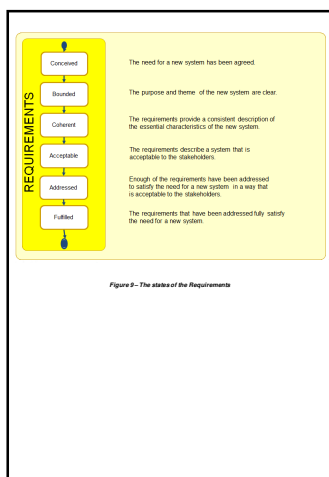 REQUIREMENTS
Conceived
The need for a new system has been agreed.
Bounded
The purpose and theme of the new system are clear.
Coherent
The requirements provide a consistent description of
the essential characteristics of the new system.
Acceptable
The requirements describe a system that is
acceptable to the stakeholders.
Addressed
Enough of the requirements have been addressed
to satisfy the need for a new system in a way that
is acceptable to the stakeholders.
Fulfilled
The requirements that have been addressed fully satisfy
the need for a new system.
Figure 9 – The states of the Requirements